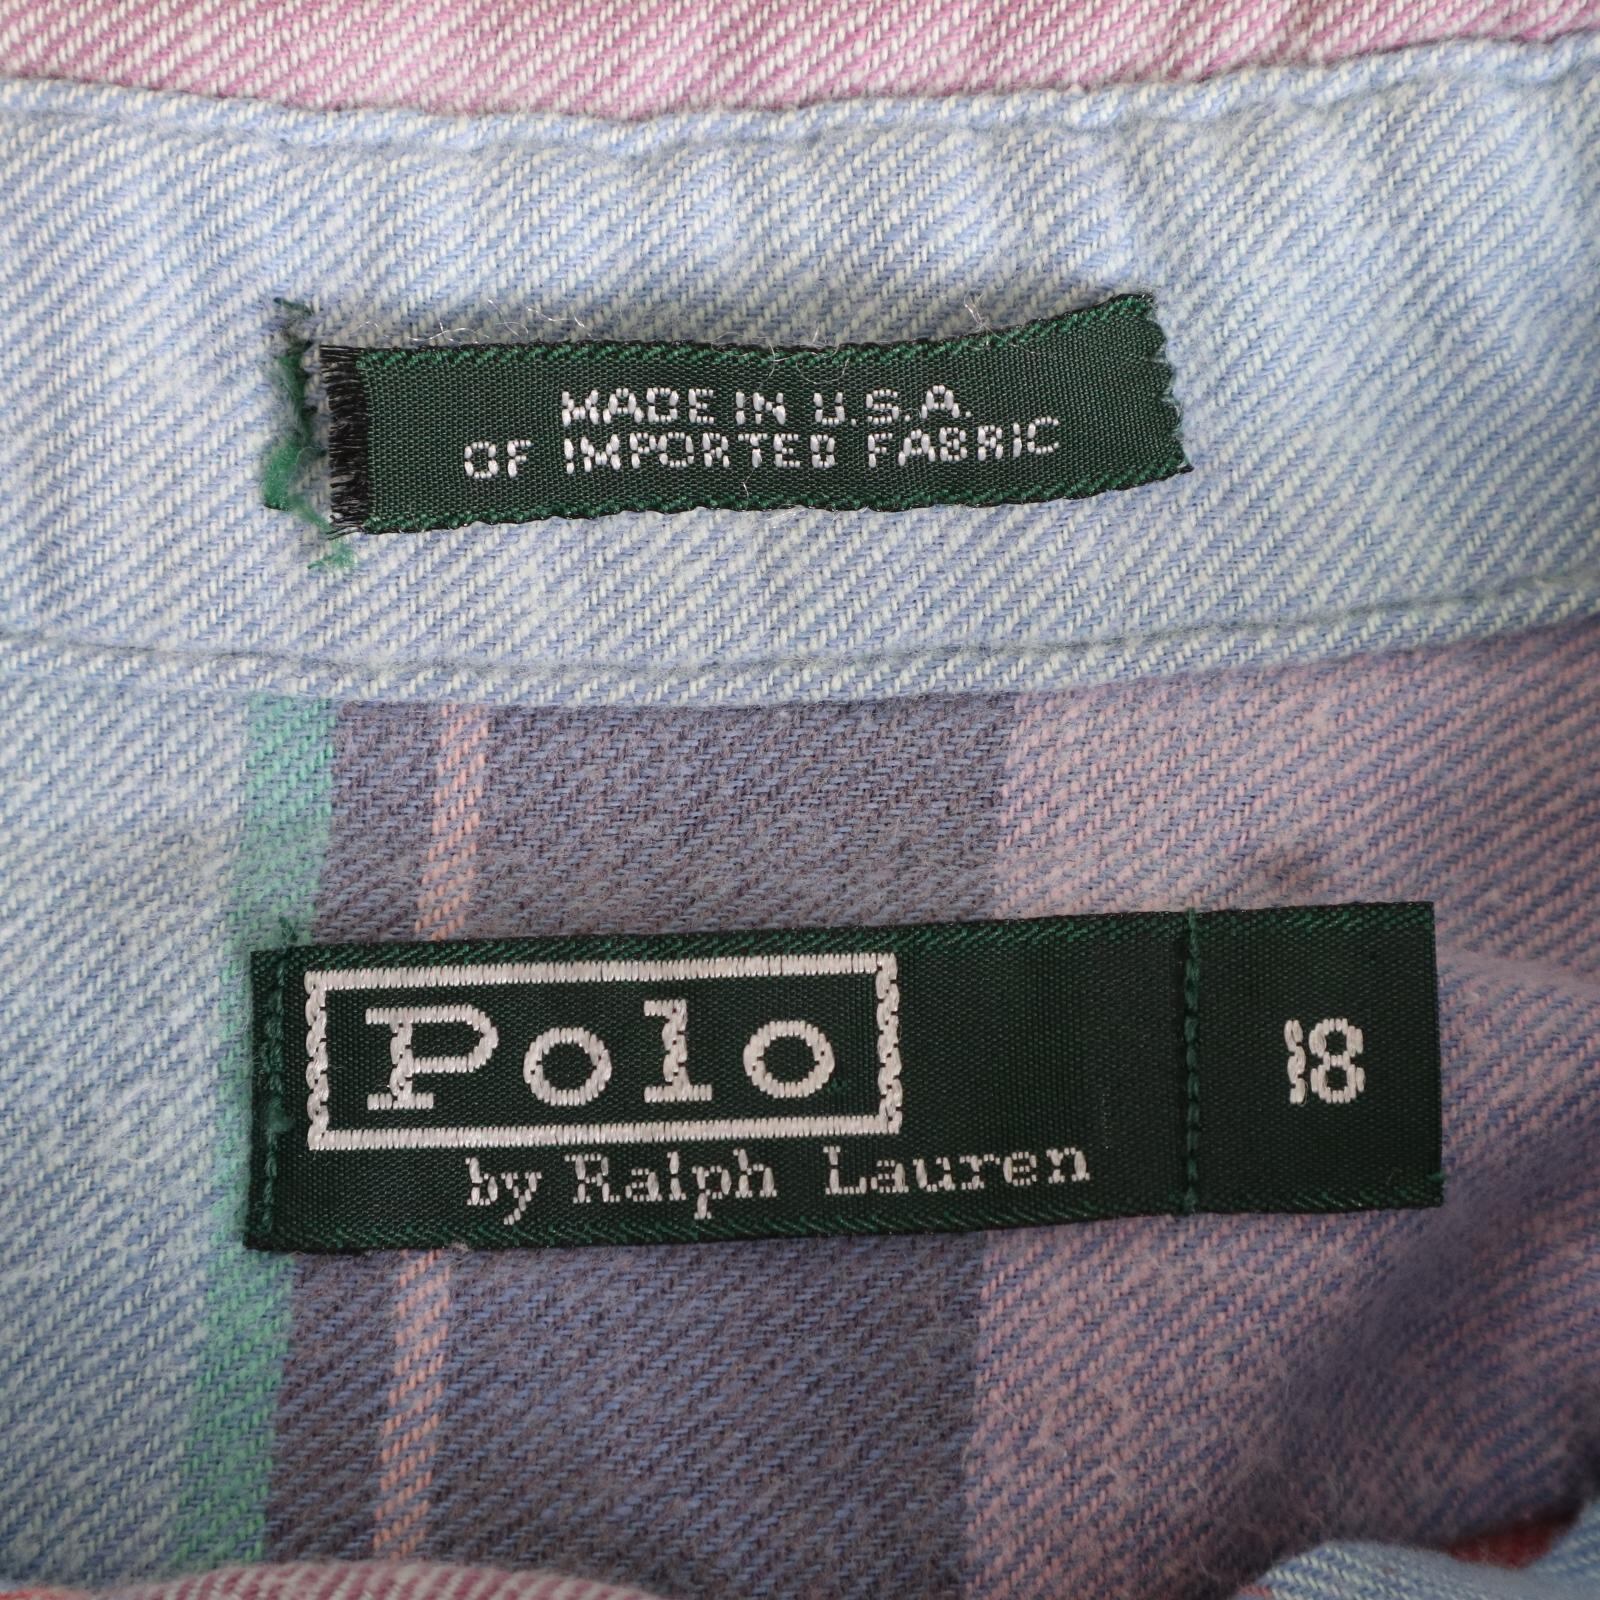 MADE IN U.S.A.
OF IMPORTED FABRIC
Polo
by Ralph Lauren
18